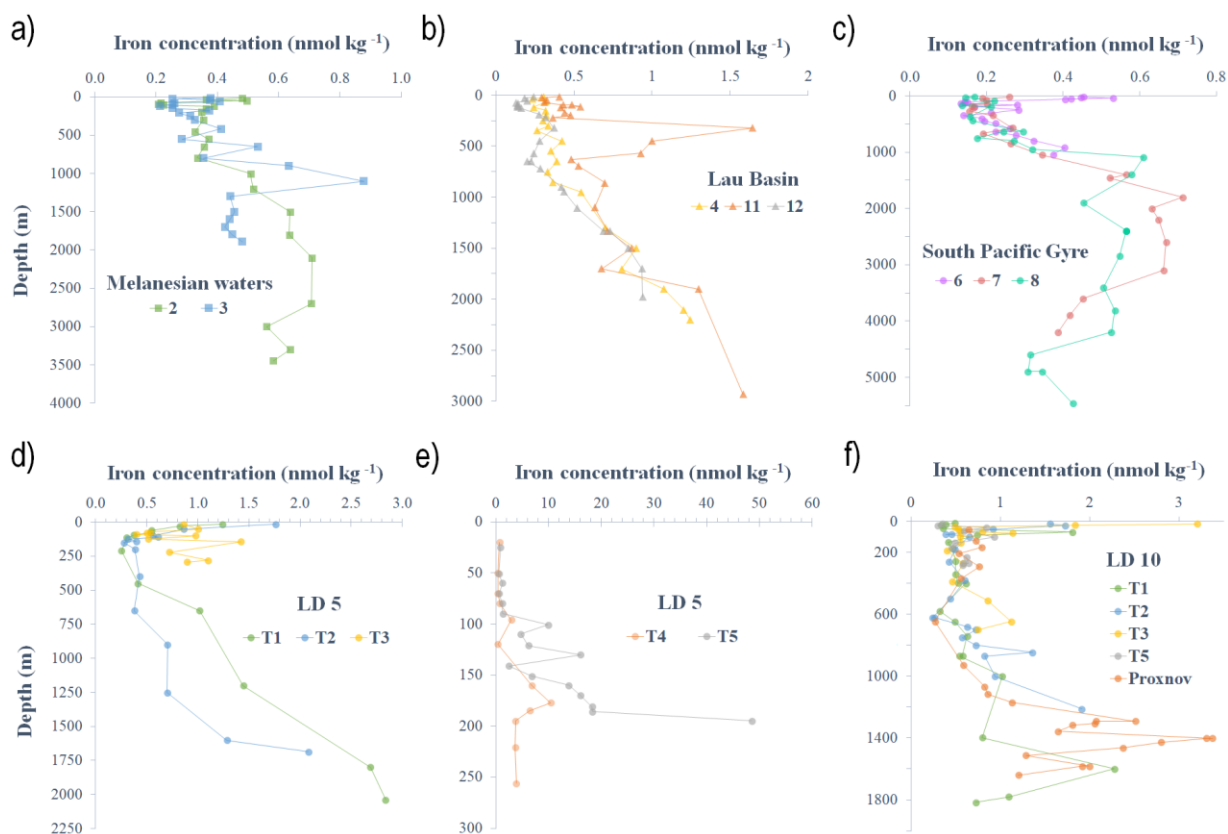 a)
Iron concentration (nmol kg -1)
0.0 0.2 0.4 0.6 0.8 1.0
0
500
1000
1500
2000
2500
3000
3500
4000
Depth (m)
Melanesian waters
2 3
b)
Iron concentration (nmol kg -1)
0 0.5 1 1.5 2
0
500
1000
1500
2000
2500
3000
Lau Basin
4 11 12
c)
Iron concentration (nmol kg-1)
0.0 0.2 0.4 0.6 0.8
0
1000
2000
3000
4000
5000
South Pacific Gyre
6 7 8
d)
Iron concentration (nmol kg -1)
0.0 0.5 1.0 1.5 2.0 2.5 3.0
0
250
500
750
1000
1250
1500
1750
2000
2250
Depth (m)
LD 5
T1 T2 T3
e)
Iron concentration (nmol kg -1)
0 10 20 30 40 50 60
0
50
100
150
200
250
300
LD 5
T4 T5
f)
Iron concentration (nmol kg-1)
0 1 2 3
0
200
400
600
800
1000
1200
1400
1600
1800
LD 10
T1
T2
T3
T5
Proxnov